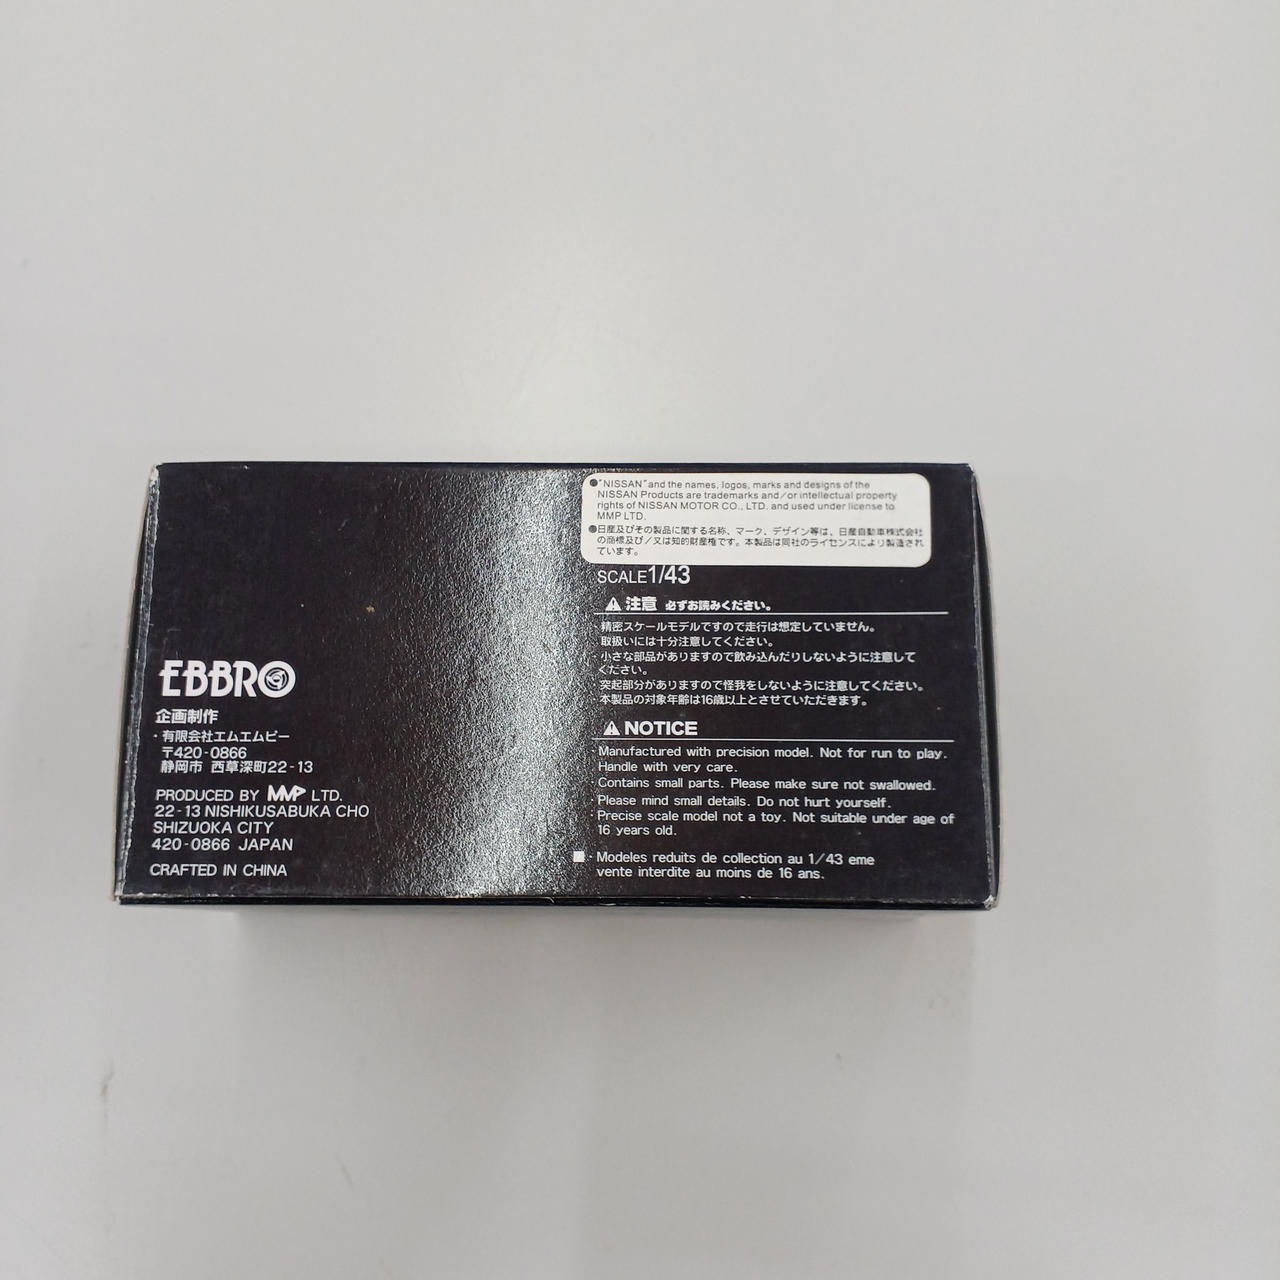 ●"NISSAN" and the names, logos, marks and designs of the
NISSAN Products are trademarks and/or intellectual property
rights of NISSAN MOTOR CO., LTD. and used under license to
MMP LTD.
●日産及びその製品に関する名称、マーク、デザイン等は、日産自動車株式会社
の商標及び/又は知的財産権です。本製品は同社のライセンスにより製造され
ています。
SCALE1/43
注意 必ずお読みください。
・精密スケールモデルですので走行は想定していません。
取扱いには十分注意してください。
・小さな部品がありますので飲み込んだりしないように注意して
ください。
・突起部分がありますので怪我をしないように注意してください。
・本製品の対象年齢は16歳以上とさせていただきます。
NOTICE
・Manufactured with precision model. Not for run to play.
Handle with very care.
・Contains small parts. Please make sure not swallowed.
・Please mind small details. Do not hurt yourself.
・Precise scale model not a toy. Not suitable under age of
16 years old.
■・Modeles reduits de collection au 1/43 eme
vente interdite au moins de 16 ans.
EBBRO
企画制作
・有限会社エムエムピー
〒420-0866
静岡市 西草深町22-13
PRODUCED BY MMP LTD.
22-13 NISHIKUSABUKA CHO
SHIZUOKA CITY
420-0866 JAPAN
CRAFTED IN CHINA